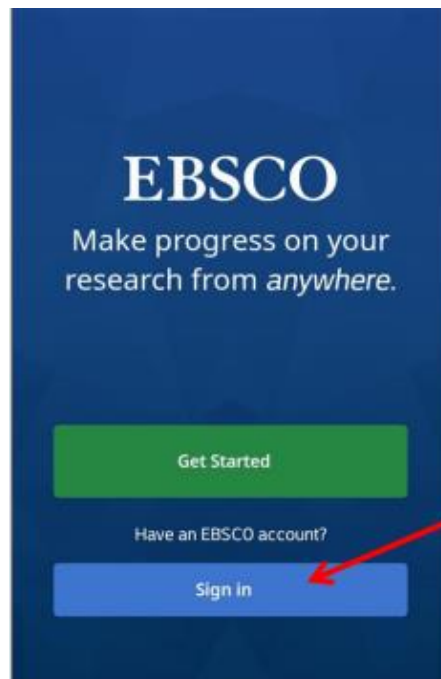 EBSCO
Make progress on your
research from anywhere.
Get Started
Have an EBSCO account?
Sign in